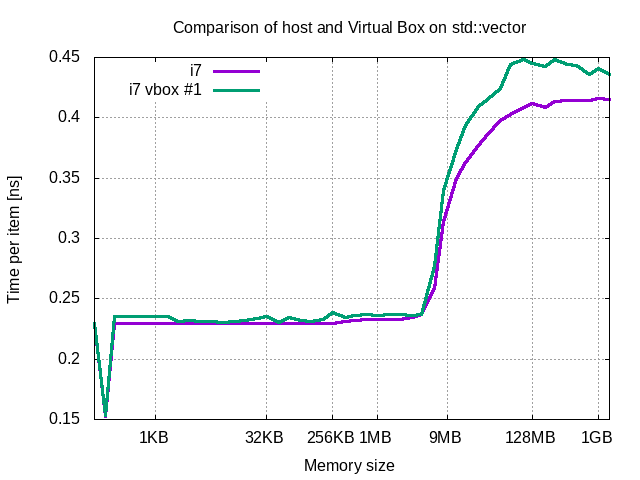 Comparison of host and Virtual Box on std::vector
0.45
i7
i7 vbox #1
0.4
0.35
0.3
0.25
0.2
0.15
Time per item [ns]
1KB 32KB 256KB 1MB 9MB 128MB 1GB
Memory size